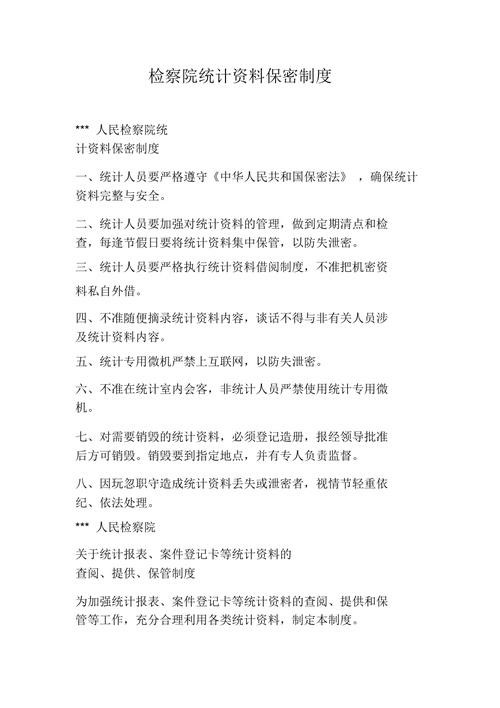 检察院统计资料保密制度
*** 人民检察院统
计资料保密制度
一、统计人员要严格遵守《中华人民共和国保密法》 ，确保统计
资料完整与安全。
二、统计人员要加强对统计资料的管理，做到定期清点和检
查，每逢节假日要将统计资料集中保管，以防失泄密。
三、统计人员要严格执行统计资料借阅制度，不准把机密资
料私自外借。
四、不准随便摘录统计资料内容，谈话不得与非有关人员涉
及统计资料内容。
五、统计专用微机严禁上互联网，以防失泄密。
六、不准在统计室内会客，非统计人员严禁使用统计专用微
机。
七、对需要销毁的统计资料，必须登记造册，报经领导批准
后方可销毁。销毁要到指定地点，并有专人负责监督。
八、因玩忽职守造成统计资料丢失或泄密者，视情节轻重依
纪、依法处理。
*** 人民检察院
关于统计报表、案件登记卡等统计资料的
查阅、提供、保管制度
为加强统计报表、案件登记卡等统计资料的查阅、提供和保
管等工作，充分合理利用各类统计资料，制定本制度。